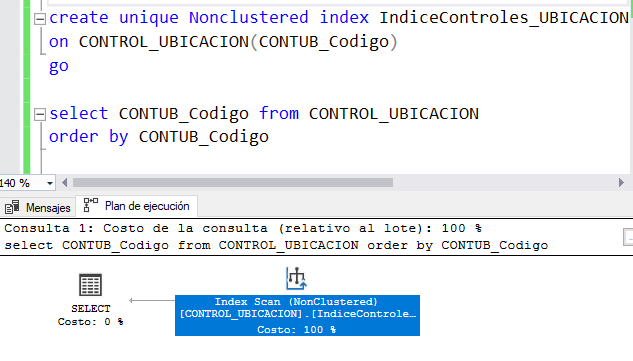 create unique Nonclustered index IndiceControles_UBICACION
on CONTROL_UBICACION(CONTUB_Codigo)
go
select CONTUB_Codigo from CONTROL_UBICACION
order by CONTUB_Codigo
140 %
Mensajes Plan de ejecución
Consulta 1: Costo de la consulta (relativo al lote): 100 %
select CONTUB_Codigo from CONTROL_UBICACION order by CONTUB_Codigo
SELECT
Costo: 0 %
Index Scan (NonClustered)
[CONTROL_UBICACION].[IndiceControle…
Costo: 100 %